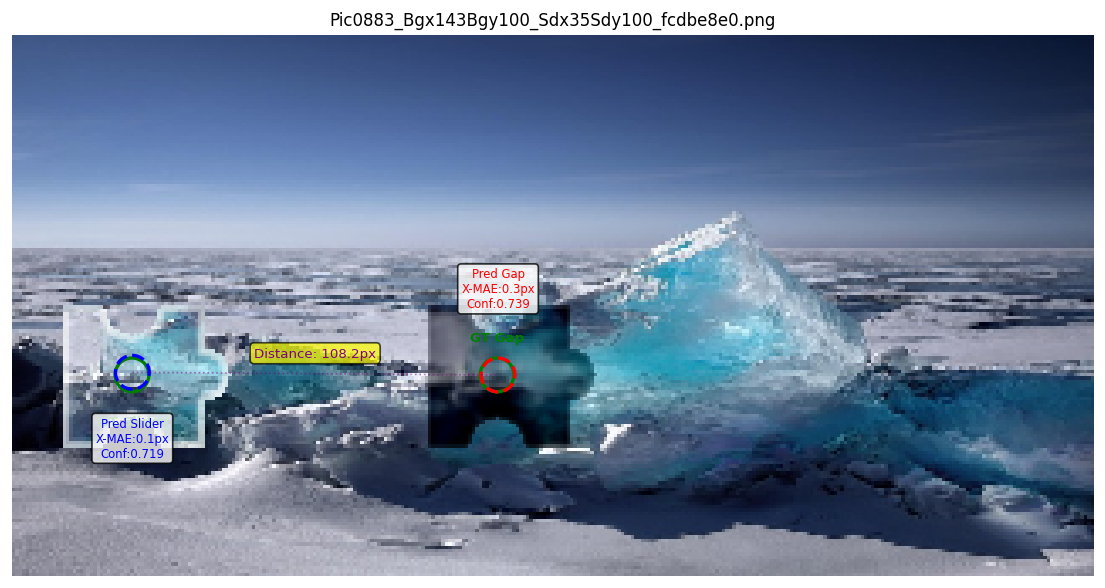 Pic0883_Bgx143Bgy100_Sdx35Sdy100_fcdbe8e0.png
Pred Gap
X-MAE:0.3px
Conf:0.739
GT Gap
Distance: 108.2px
Pred Slider
X-MAE:0.1px
Conf:0.719